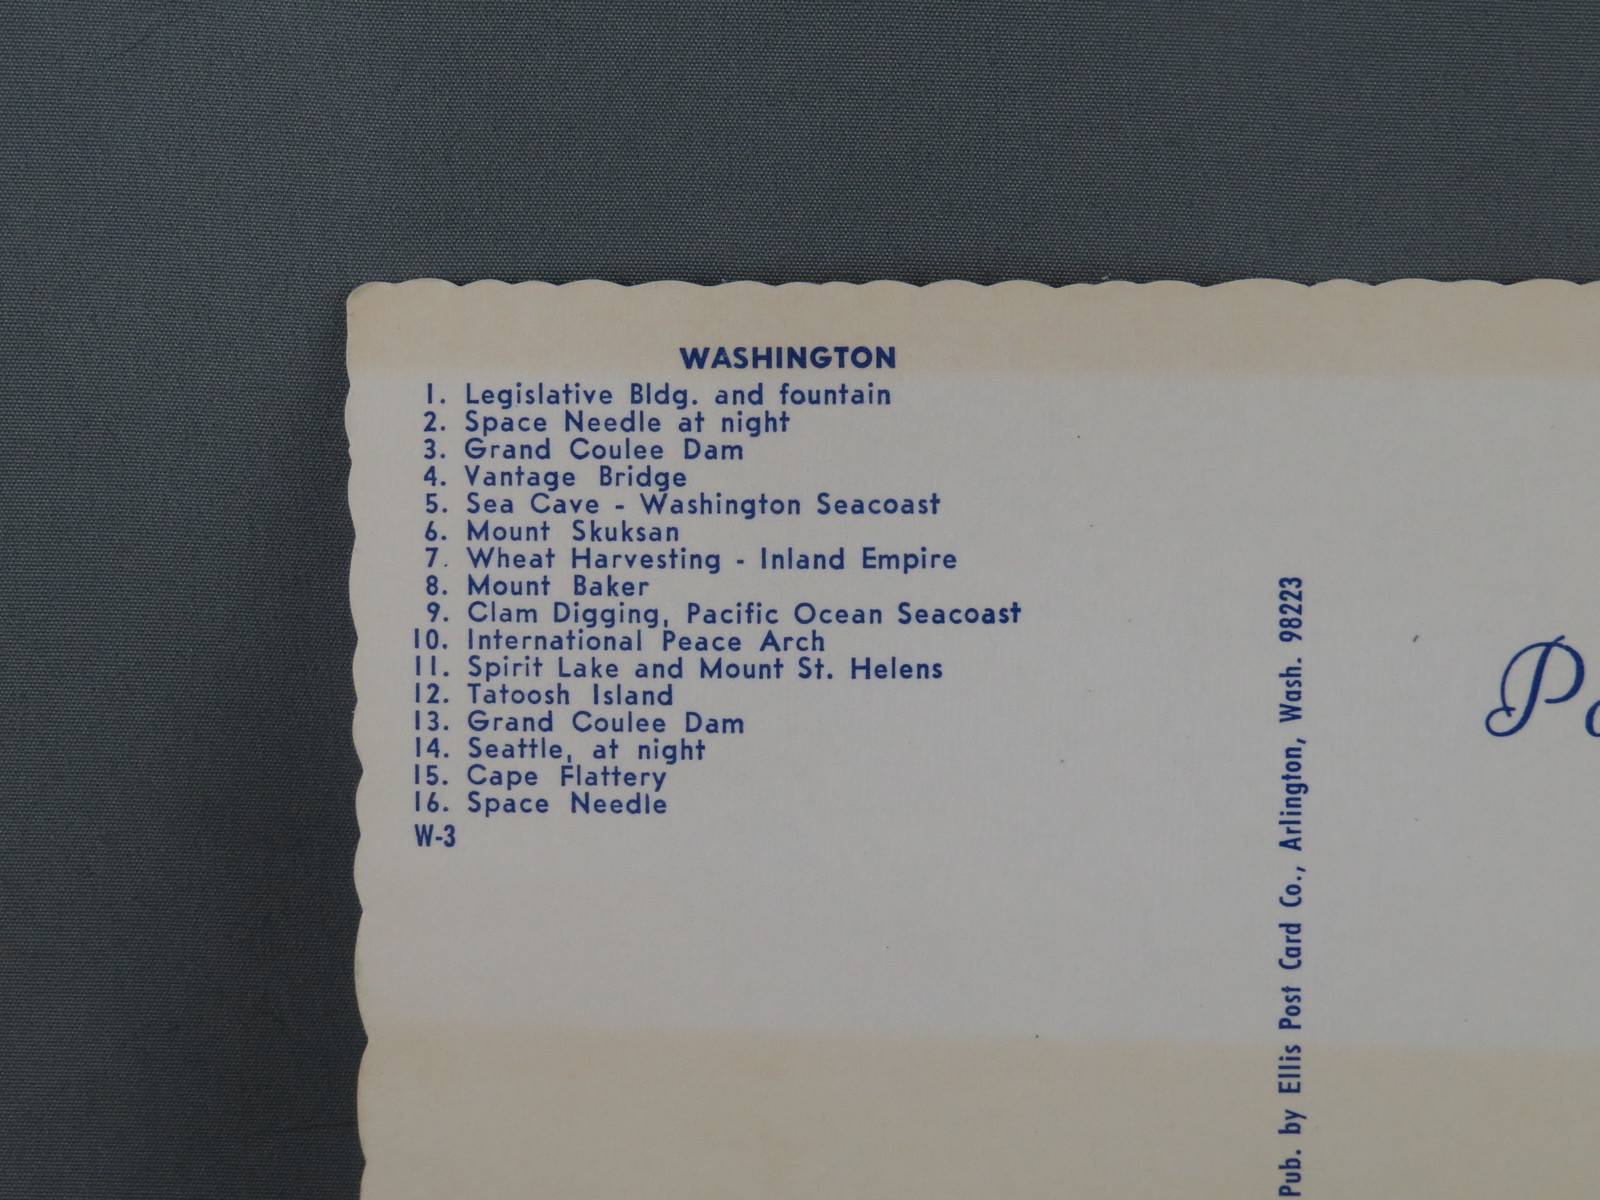 WASHINGTON
1. Legislative Bldg. and fountain
2. Space Needle at night
3. Grand Coulee Dam
4. Vantage Bridge
5. Sea Cave - Washington Seacoast
6. Mount Skuksan
7. Wheat Harvesting - Inland Empire
8. Mount Baker
9. Clam Digging, Pacific Ocean Seacoast
10. International Peace Arch
11. Spirit Lake and Mount St. Helens
12. Tatoosh Island
13. Grand Coulee Dam
14. Seattle, at night
15. Cape Flattery
16. Space Needle
W-3
Pub. by Ellis Post Card Co., Arlington, Wash. 98223